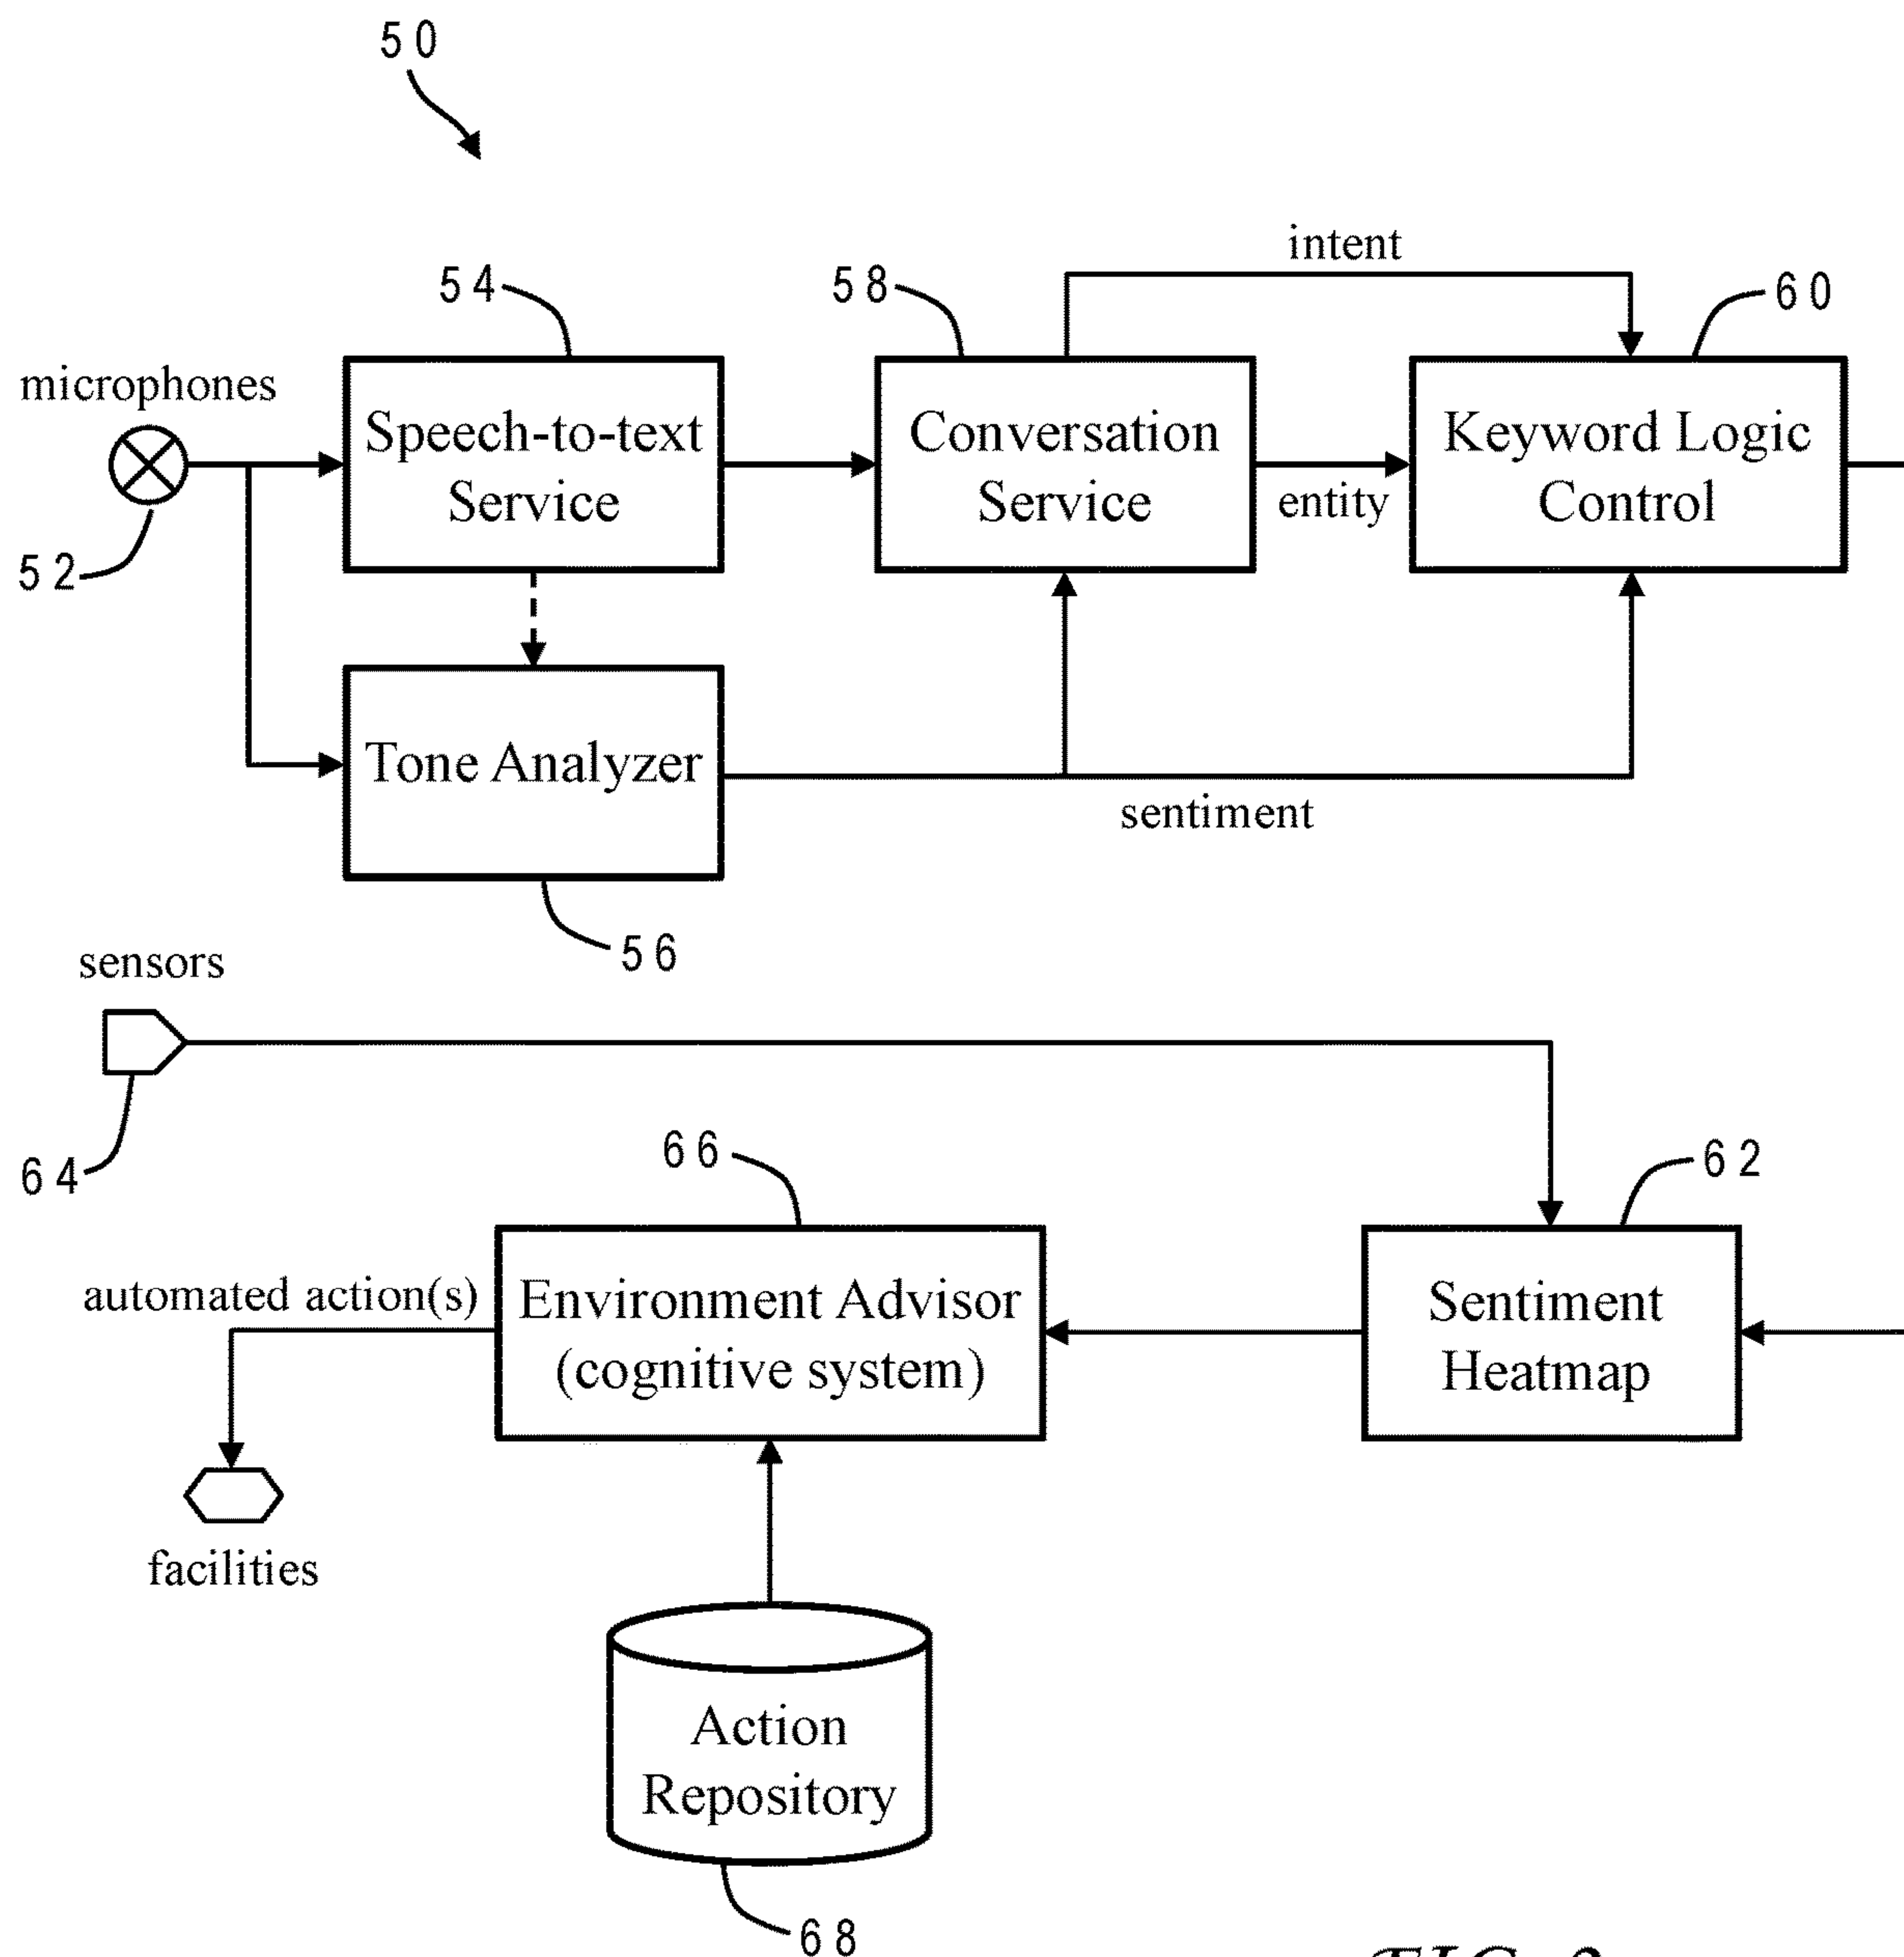 50
intent
54
58
60
microphones
Speech-to-text
Service
Conversation
Service
Keyword Logic
Control
entity
52
Tone Analyzer
sentiment
56
sensors
64
66
62
automated action(s)
Environment Advisor
(cognitive system)
Sentiment
Heatmap
facilities
Action
Repository
68